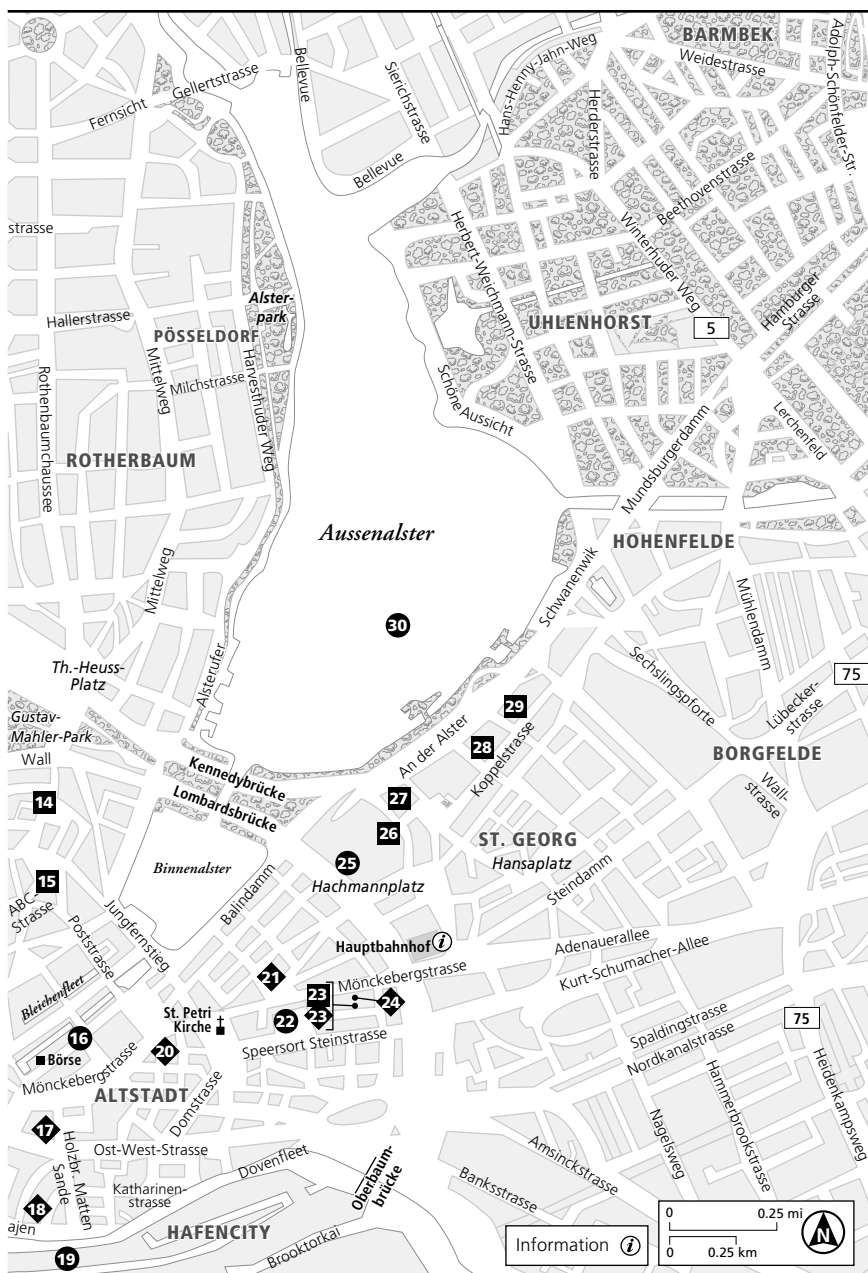 BARMBEK
Weidestrasse
Adolph-Schönfelder-Str.
Hans-Henny-Jahn-Weg
Bellevue
Sierichstrasse
Gellertstrasse
Fernsicht
Herderstrasse
Bellevue
Beethovenstrasse
strasse
Herbert-Weichmann-Strasse
Winterhuder Weg
Hamburger
Strasse
Alster-
park
Hallerstrasse
PÖSSELDORF
UHLENHORST
5
Rothenbaumchaussee
Mittelweg
Milchstrasse
Harvesthuder Weg
Schöne Aussicht
Lerchenfeld
ROTHERBAUM
Mundsburgerdamm
Aussenalster
HOHENFELDE
Mittelweg
Schwanenwik
Mühlendamm
30
Th.-Heuss-
Platz
Alsterufer
Sechslingspforte
75
Lübecker-
strasse
Gustav-
Mahler-Park
Wall
29
28
An der Alster
Koppelstrasse
BORGFELDE
Wall-
strasse
Kennedybrücke
Lombardsbrücke
14
27
26
ST. GEORG
Hansaplatz
Binnenalster
25
Hachmannplatz
Steindamm
15
ABC-
Strasse
Jungfernstieg
Balindamm
Poststrasse
Hauptbahnhof i
Adenauerallee
Kurt-Schumacher-Allee
Bleichenfleet
21
Mönckebergstrasse
23
24
St. Petri
Kirche
22
23
75
16
Speersort Steinstrasse
Spaldingstrasse
Nordkanalstrasse
Börse
20
Mönckebergstrasse
Heidenkampsweg
ALTSTADT
Domstrasse
Hammerbrookstrasse
17
Holzbr. Matten
Sande
Ost-West-Strasse
Nagelsweg
Dovenfleet
Amsinckstrasse
Katharinen-
strasse
Oberbaum-
brücke
Banksstrasse
18
ajen
HAFENCITY
Brooktorkai
19
Information i
0 0.25 mi
0 0.25 km
N